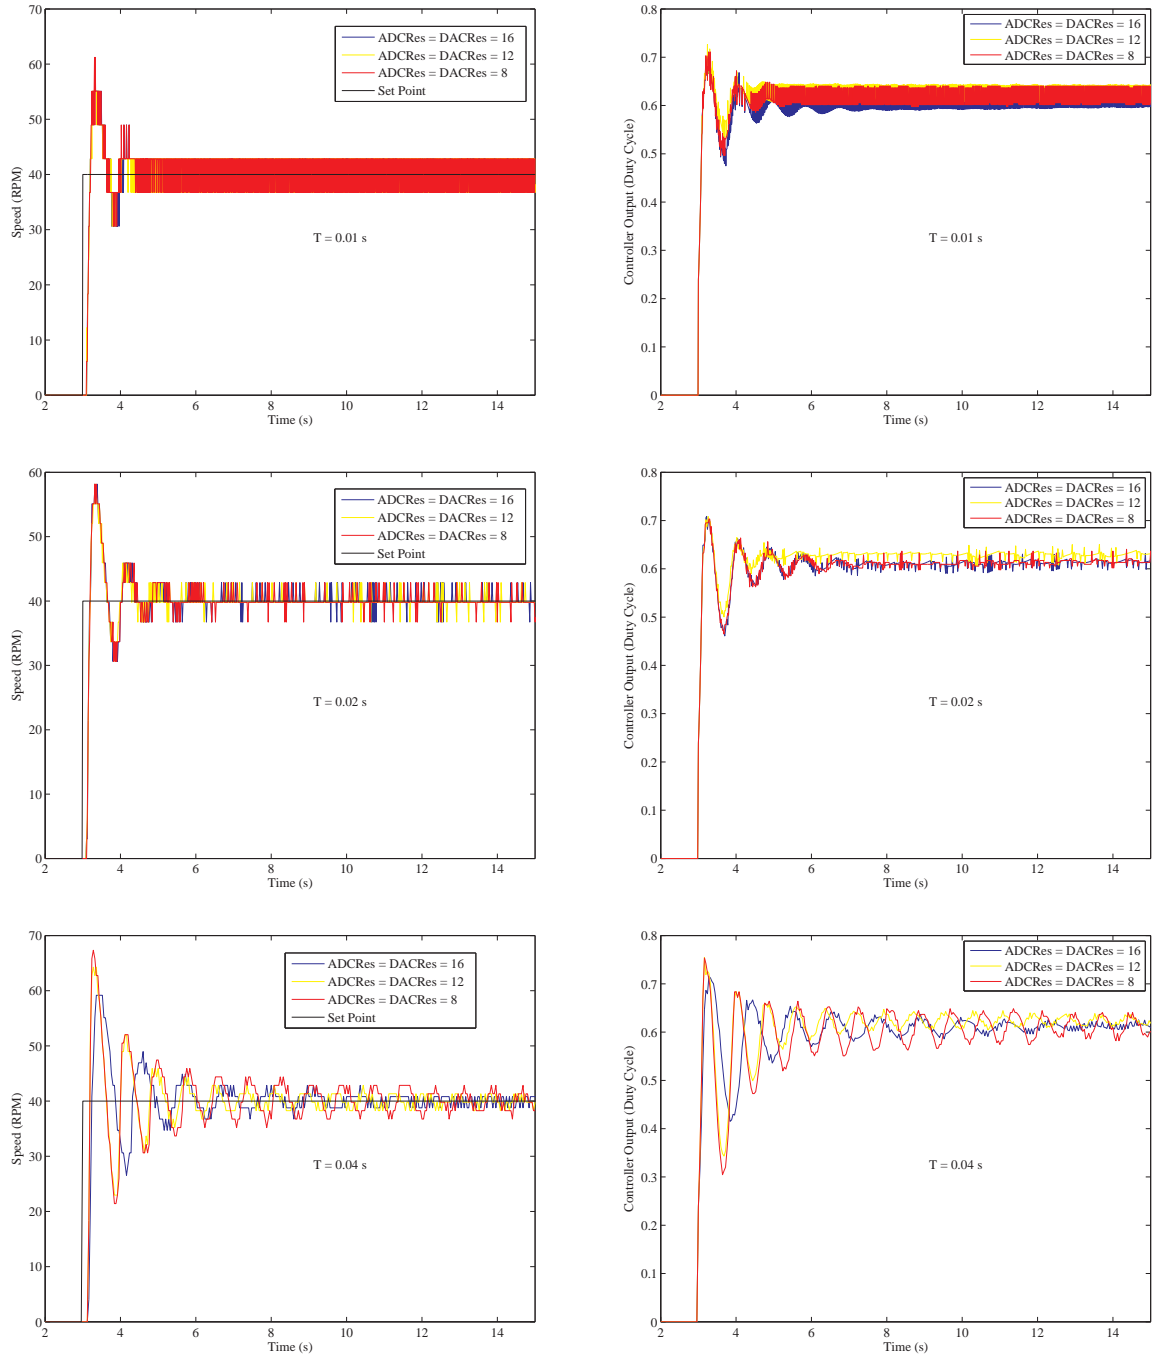 70
60
50
40
30
20
10
0
Speed (RPM)
ADCRes = DACRes = 16
ADCRes = DACRes = 12
ADCRes = DACRes = 8
Set Point
T = 0.01 s
2 4 6 8 10 12 14
Time (s)
0.8
0.7
0.6
0.5
0.4
0.3
0.2
0.1
0
Controller Output (Duty Cycle)
ADCRes = DACRes = 16
ADCRes = DACRes = 12
ADCRes = DACRes = 8
T = 0.01 s
2 4 6 8 10 12 14
Time (s)
60
50
40
30
20
10
0
Speed (RPM)
ADCRes = DACRes = 16
ADCRes = DACRes = 12
ADCRes = DACRes = 8
Set Point
T = 0.02 s
2 4 6 8 10 12 14
Time (s)
0.8
0.7
0.6
0.5
0.4
0.3
0.2
0.1
0
Controller Output (Duty Cycle)
ADCRes = DACRes = 16
ADCRes = DACRes = 12
ADCRes = DACRes = 8
T = 0.02 s
2 4 6 8 10 12 14
Time (s)
70
60
50
40
30
20
10
0
Speed (RPM)
ADCRes = DACRes = 16
ADCRes = DACRes = 12
ADCRes = DACRes = 8
Set Point
T = 0.04 s
2 4 6 8 10 12 14
Time (s)
0.8
0.7
0.6
0.5
0.4
0.3
0.2
0.1
0
Controller Output (Duty Cycle)
ADCRes = DACRes = 16
ADCRes = DACRes = 12
ADCRes = DACRes = 8
T = 0.04 s
2 4 6 8 10 12 14
Time (s)